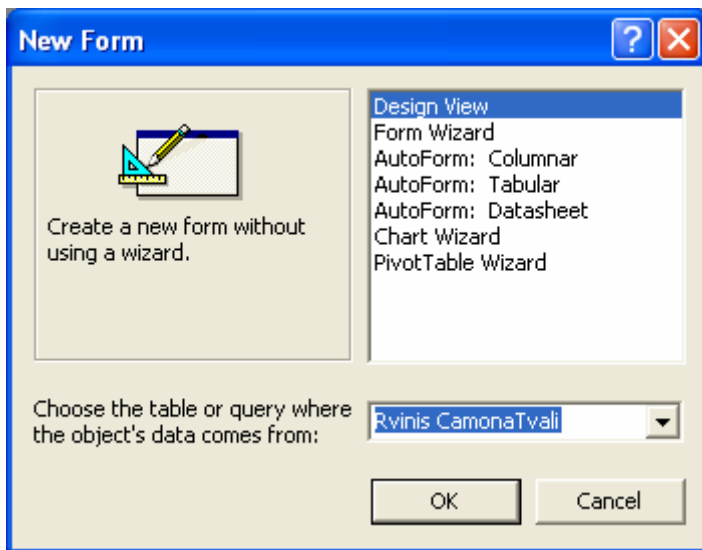 New Form
Create a new form without
using a wizard.
Design View
Form Wizard
AutoForm: Columnar
AutoForm: Tabular
AutoForm: Datasheet
Chart Wizard
PivotTable Wizard
Choose the table or query where
the object's data comes from:
Rvinis CamonaTvali
OK
Cancel